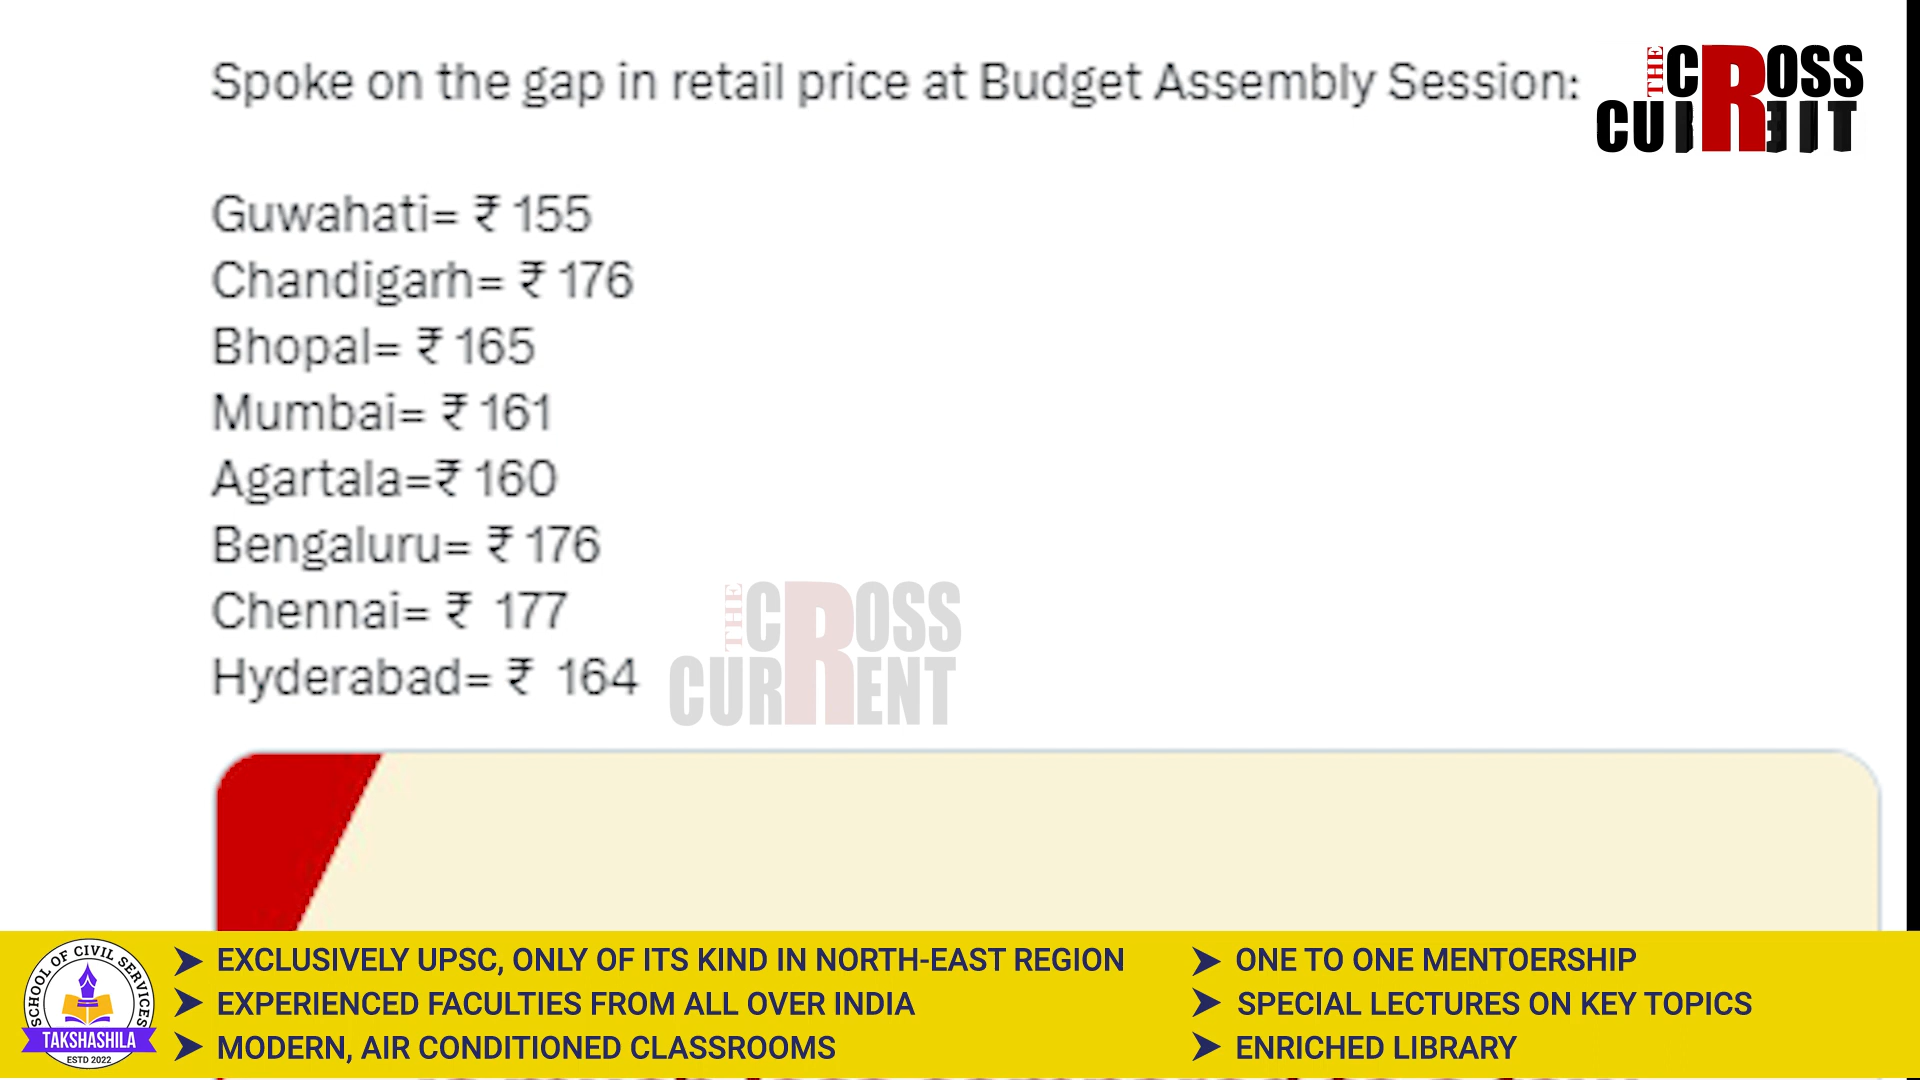 Spoke on the gap in retail price at Budget Assembly Session:
THE
CROSS
CURRENT
Guwahati= ₹ 155
Chandigarh= ₹ 176
Bhopal= ₹ 165
Mumbai= ₹ 161
Agartala=₹ 160
Bengaluru= ₹ 176
Chennai= ₹ 177
Hyderabad= ₹ 164
THE
CROSS
CURRENT
SCHOOL OF CIVIL SERVICES
TAKSHASHILA
ESTD 2022
EXCLUSIVELY UPSC, ONLY OF ITS KIND IN NORTH-EAST REGION
EXPERIENCED FACULTIES FROM ALL OVER INDIA
MODERN, AIR CONDITIONED CLASSROOMS
ONE TO ONE MENTOERSHIP
SPECIAL LECTURES ON KEY TOPICS
ENRICHED LIBRARY